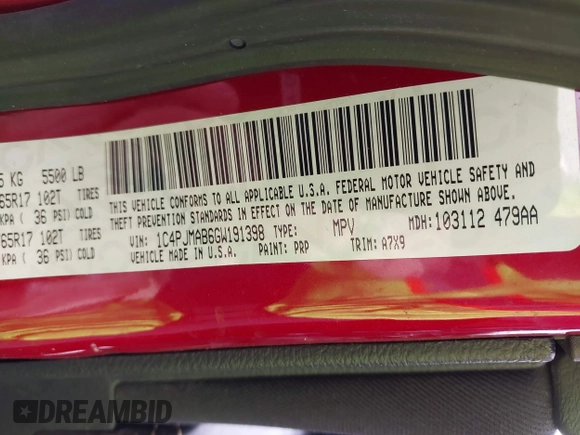 5 KG 5500 LB
65R17 102T TIRES
KPA ( 36 PSI) COLD
65R17 102T TIRES
KPA ( 36 PSI) COLD
THIS VEHICLE CONFORMS TO ALL APPLICABLE U.S.A. FEDERAL MOTOR VEHICLE SAFETY AND
THEFT PREVENTION STANDARDS IN EFFECT ON THE DATE OF MANUFACTURE SHOWN ABOVE.
VIN: 1C4PJMAB6GW191398 TYPE: MPV MDH: 103112 479AA
VEHICLE MADE IN U.S.A. PAINT: PRP TRIM: A7X9
DREAMBID